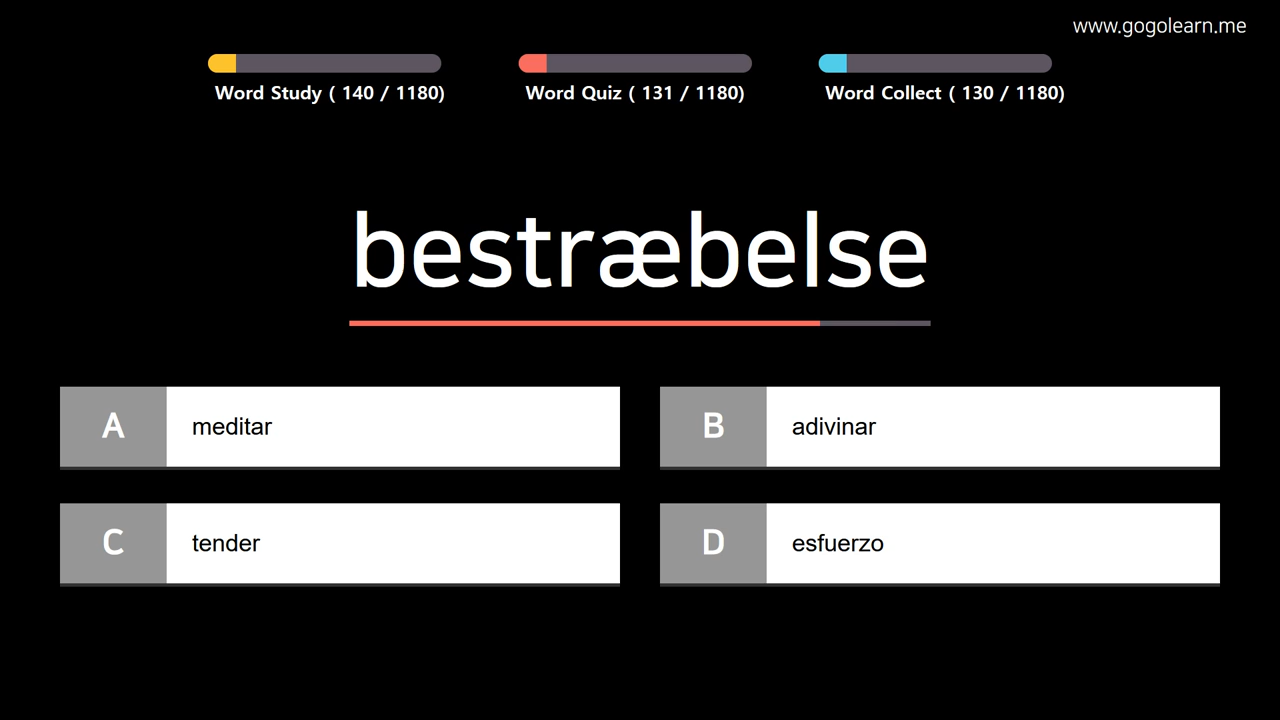 www.gogolearn.me
Word Study ( 140 / 1180)
Word Quiz ( 131 / 1180)
Word Collect ( 130 / 1180)
bestræbelse
A meditar
B adivinar
C tender
D esfuerzo